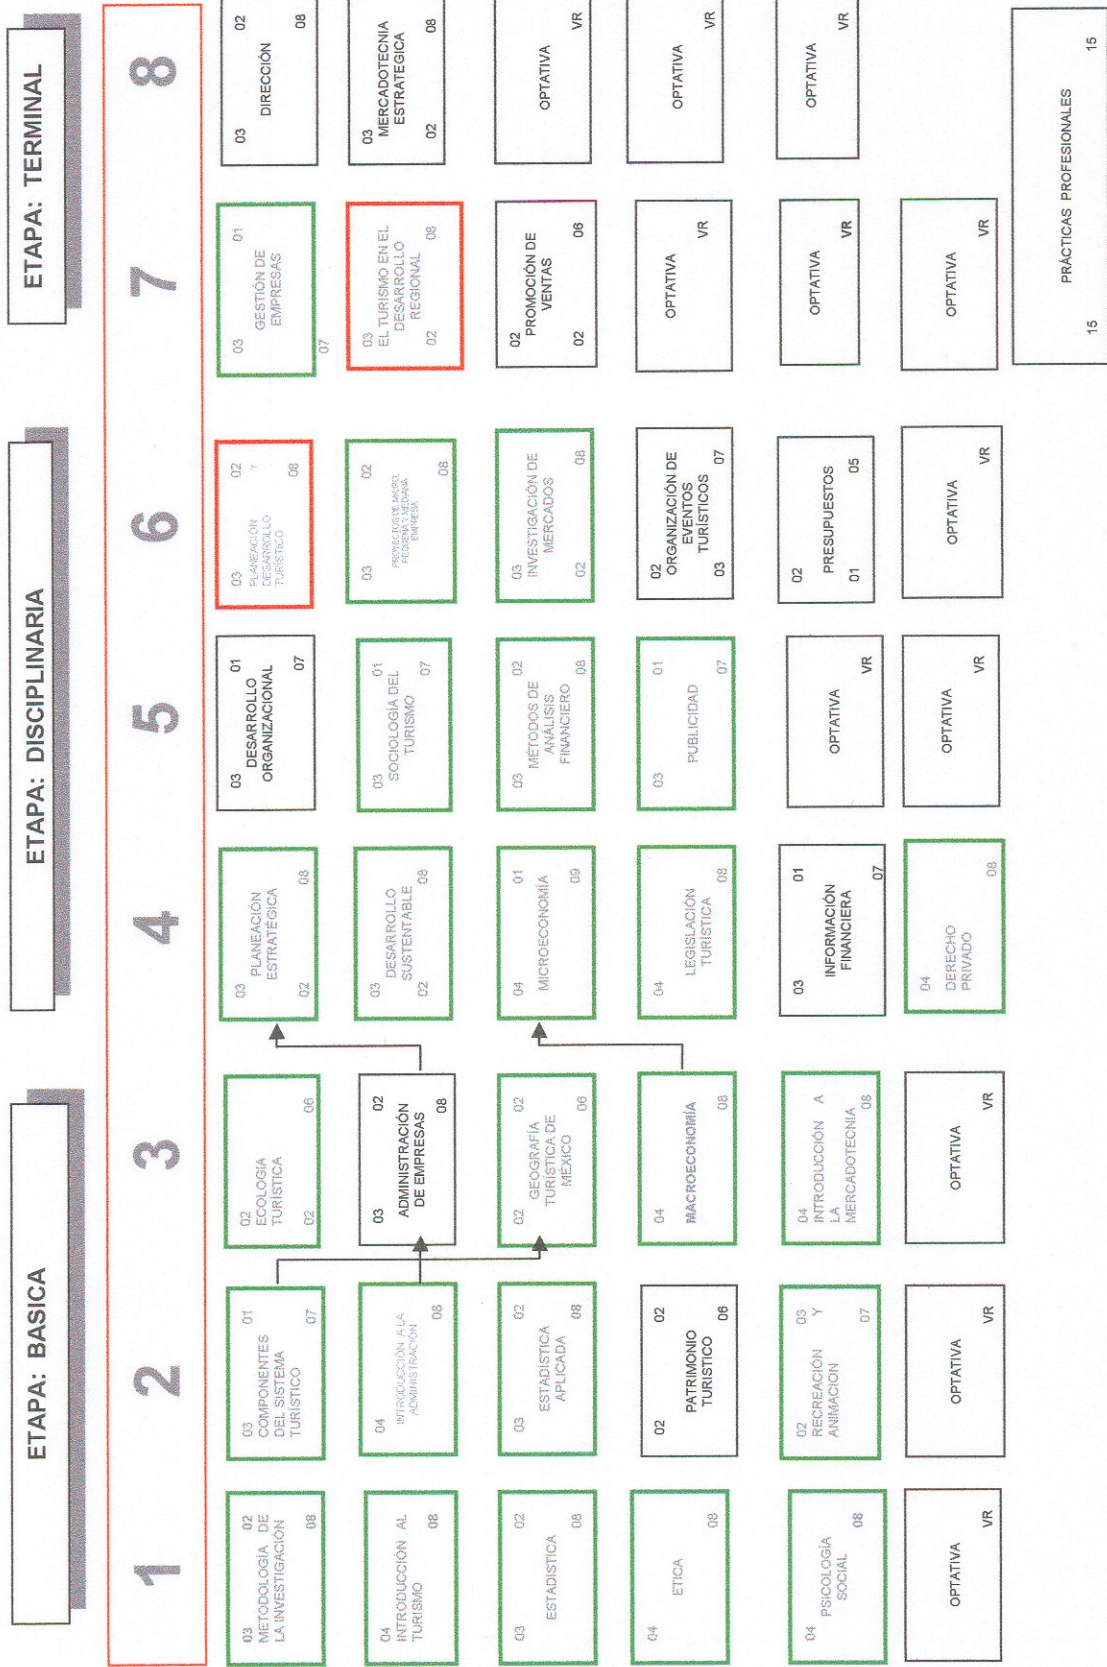 ETAPA: BASICA
ETAPA: DISCIPLINARIA
ETAPA: TERMINAL
1 2 3 4 5 6 7 8
03 02
METODOLOGÍA DE
LA INVESTIGACIÓN
08
03 01
COMPONENTES
DEL SISTEMA
TURÍSTICO
07
02
ECOLOGÍA
TURÍSTICA
02 06
03
PLANEACIÓN
ESTRATÉGICA
02 08
03 01
DESARROLLO
ORGANIZACIONAL
07
03 02
PLANEACIÓN Y
DESARROLLO
TURÍSTICO
08
03 01
GESTIÓN DE
EMPRESAS
07
03 02
DIRECCIÓN
08
04
INTRODUCCIÓN AL
TURISMO
08
04
INTRODUCCIÓN A LA
ADMINISTRACIÓN
08
03 02
ADMINISTRACIÓN
DE EMPRESAS
08
03
DESARROLLO
SUSTENTABLE
02 08
03 01
SOCIOLOGÍA DEL
TURISMO
07
03 02
PROYECTOS DE MICRO,
PEQUEÑA Y MEDIANA
EMPRESA
08
03
EL TURISMO EN EL
DESARROLLO
REGIONAL
02 08
03
MERCADOTECNIA
ESTRATEGICA
02 08
03 02
ESTADÍSTICA
08
03 02
ESTADÍSTICA
APLICADA
08
02 02
GEOGRAFÍA
TURÍSTICA DE
MÉXICO
06
04 01
MICROECONOMÍA
09
03 02
MÉTODOS DE
ANÁLISIS
FINANCIERO
08
03
INVESTIGACIÓN DE
MERCADOS
02 08
02
PROMOCIÓN DE
VENTAS
02 06
OPTATIVA
VR
04
ETICA
08
02 02
PATRIMONIO
TURISTICO
06
04
MACROECONOMÍA
08
04
LEGISLACIÓN
TURÍSTICA
08
03 01
PUBLICIDAD
07
02
ORGANIZACIÓN DE
EVENTOS
TURÍSTICOS
03 07
OPTATIVA
VR
OPTATIVA
VR
04
PSICOLOGÍA
SOCIAL
08
02 03
RECREACIÓN Y
ANIMACION
07
04
INTRODUCCIÓN A
LA
MERCADOTECNIA
08
03 01
INFORMACIÓN
FINANCIERA
07
OPTATIVA
VR
02
PRESUPUESTOS
01 05
OPTATIVA
VR
OPTATIVA
VR
OPTATIVA
VR
OPTATIVA
VR
OPTATIVA
VR
04
DERECHO
PRIVADO
08
OPTATIVA
VR
OPTATIVA
VR
OPTATIVA
VR
PRÁCTICAS PROFESIONALES
15 15